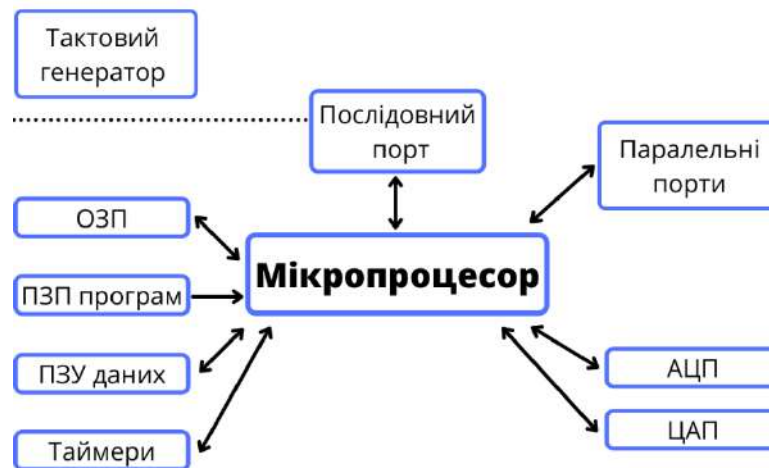 Тактовий
генератор
Послідовний
порт
Паралельні
порти
ОЗП
Мікропроцесор
ПЗП програм
ПЗУ даних
АЦП
ЦАП
Таймери